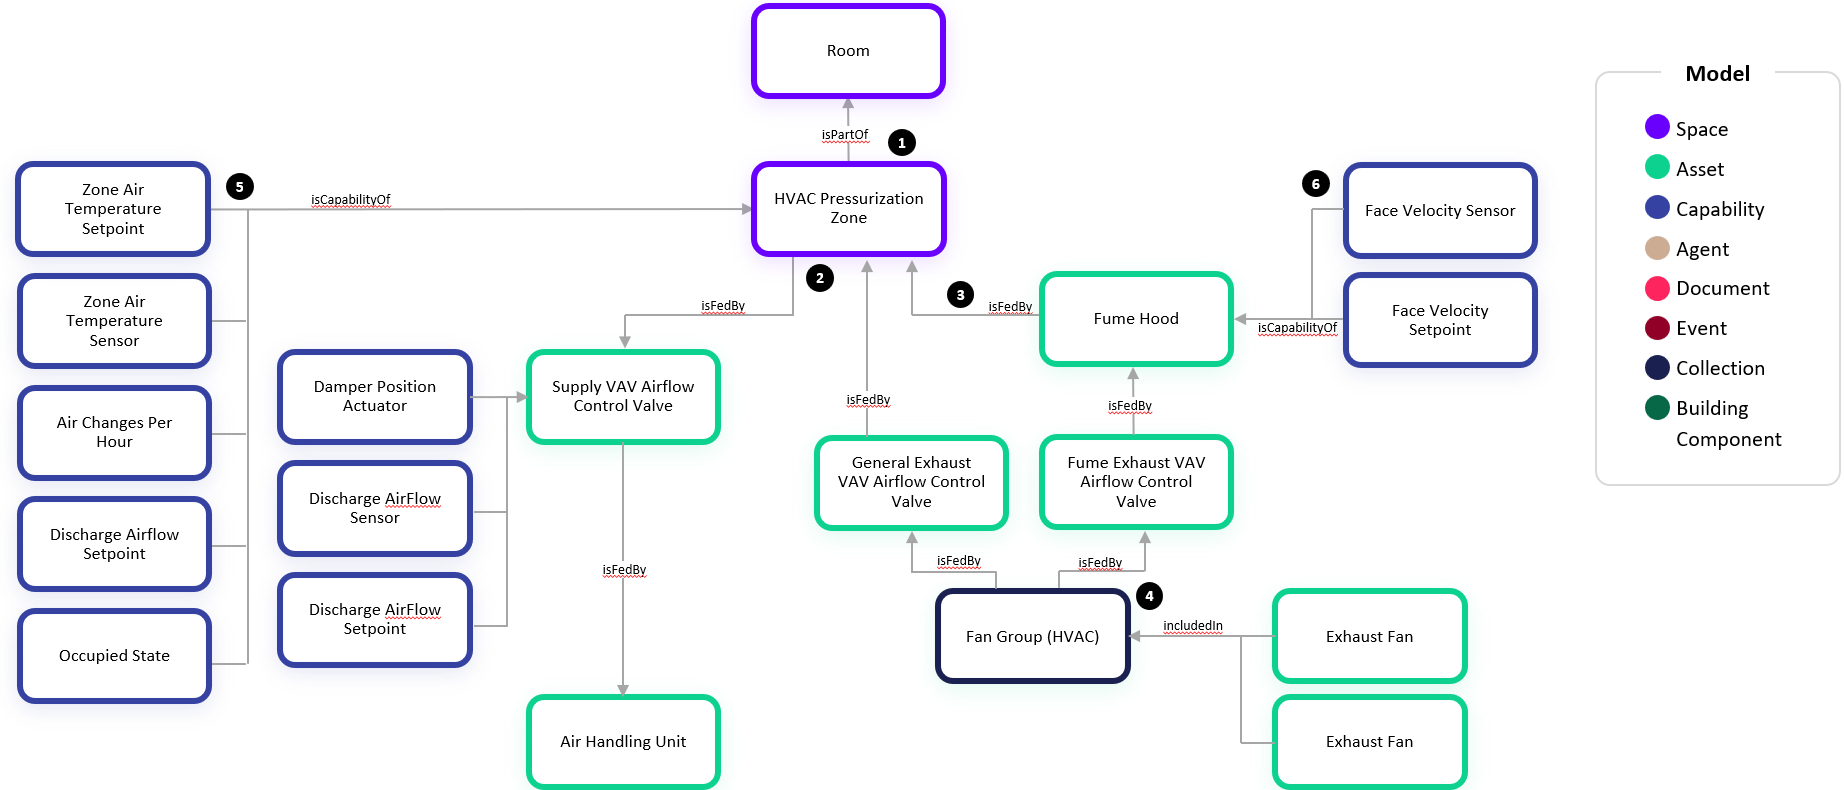 Room
isPartOf
1
HVAC Pressurization
Zone
Zone Air
Temperature
Setpoint
5
isCapabilityOf
Zone Air
Temperature
Sensor
Air Changes Per
Hour
Discharge Airflow
Setpoint
Occupied State
2
isFedBy
Damper Position
Actuator
Discharge AirFlow
Sensor
Discharge AirFlow
Setpoint
Supply VAV Airflow
Control Valve
isFedBy
Air Handling Unit
3
isFedBy
Fume Hood
6
Face Velocity Sensor
Face Velocity
Setpoint
isCapabilityOf
isFedBy
isFedBy
General Exhaust
VAV Airflow Control
Valve
Fume Exhaust VAV
Airflow Control
Valve
isFedBy
isFedBy
4
Fan Group (HVAC)
includedIn
Exhaust Fan
Exhaust Fan
Model
Space
Asset
Capability
Agent
Document
Event
Collection
Building
Component